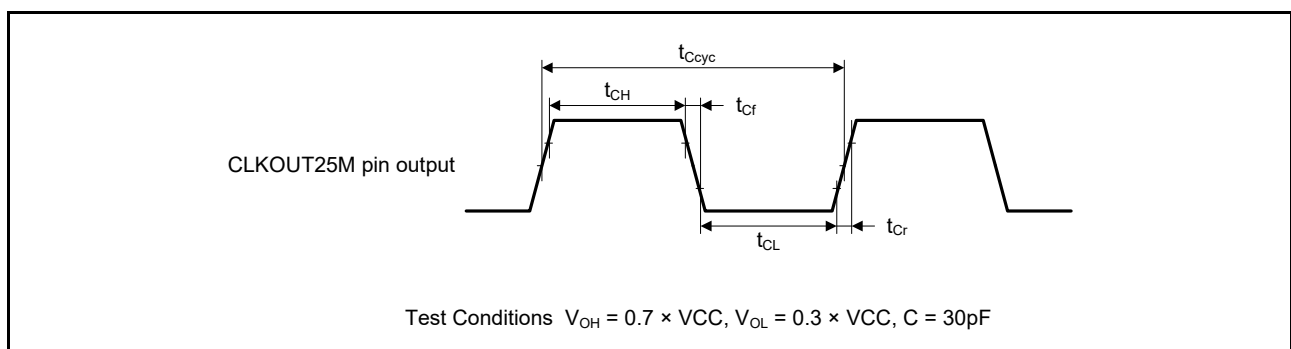 tCcyc
tCH
tCf
CLKOUT25M pin output
tCL
tCr
Test Conditions VOH = 0.7 × VCC, VOL = 0.3 × VCC, C = 30pF